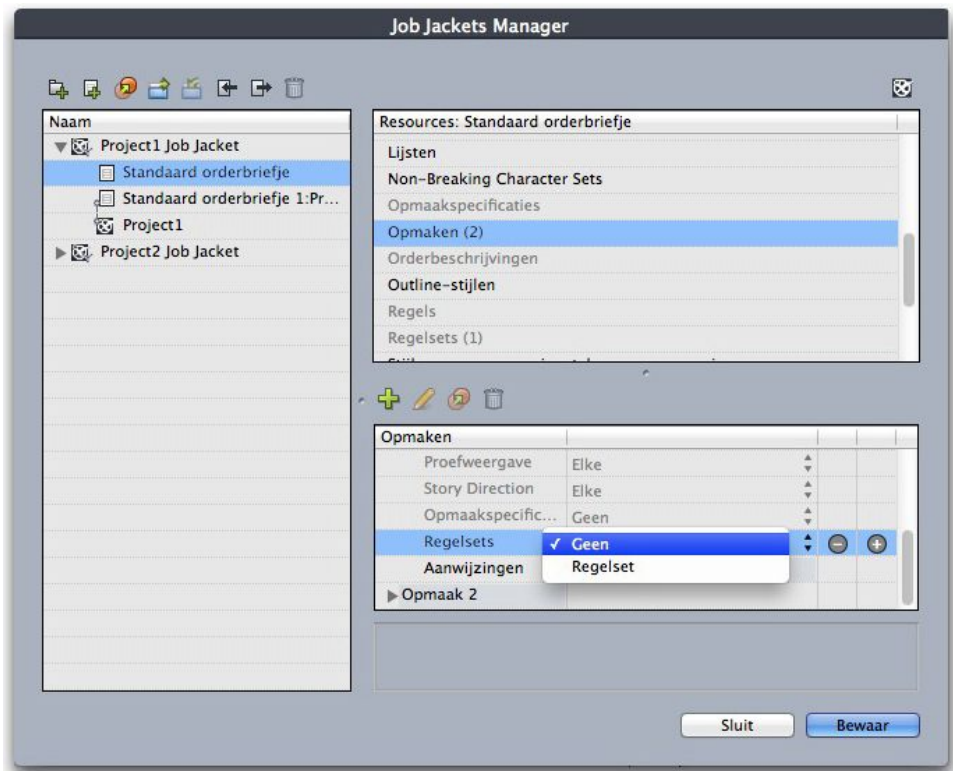 Job Jackets Manager
Naam
Project1 Job Jacket
Standaard orderbriefje
Standaard orderbriefje 1:Pr...
Project1
Project2 Job Jacket
Resources: Standaard orderbriefje
Lijsten
Non-Breaking Character Sets
Opmaakspecificaties
Opmaken (2)
Orderbeschrijvingen
Outline-stijlen
Regels
Regelsets (1)
Opmaken
Proefweergave Elke
Story Direction Elke
Opmaakspecific... Geen
Regelsets ✓ Geen
Aanwijzingen Regelset
Opmaak 2
Sluit Bewaar